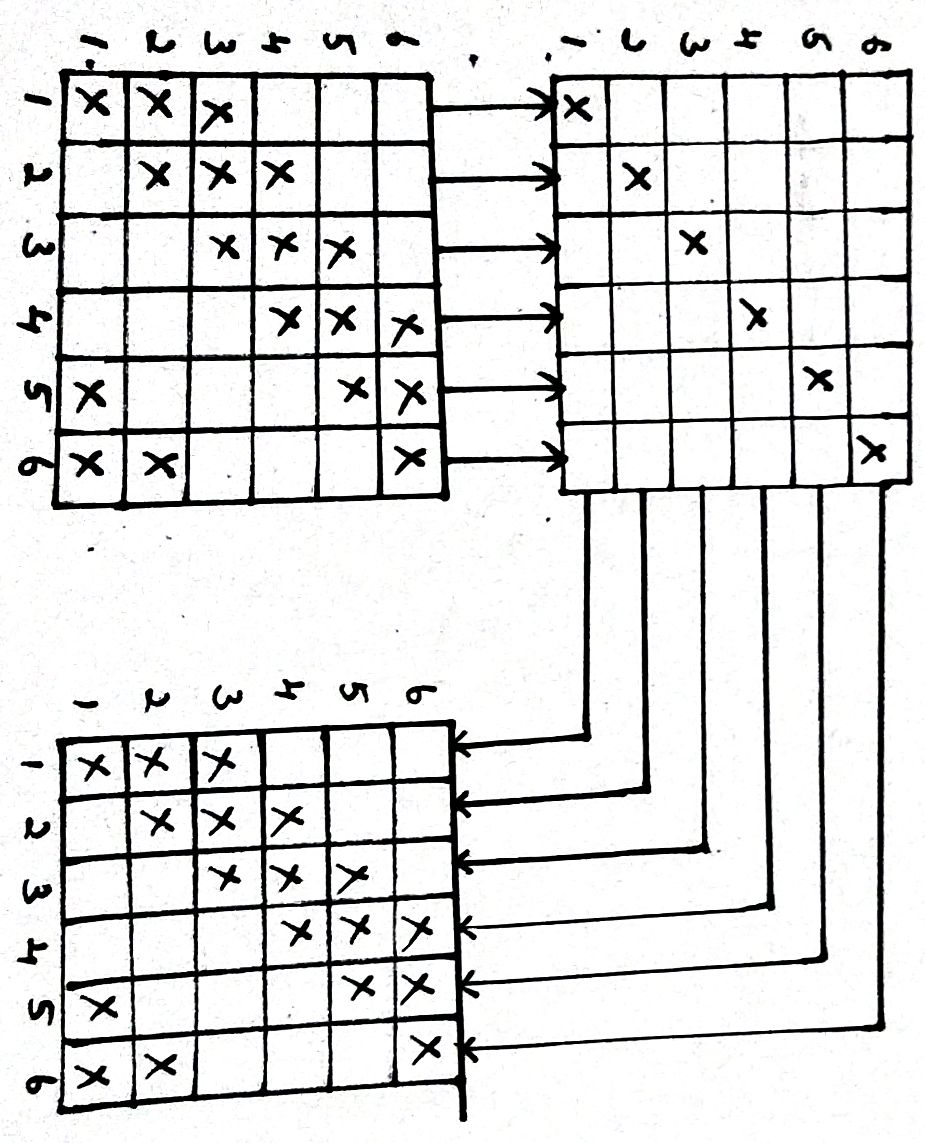 1 2 3 4 5 6 1 2 3 4 5 6
1 X X X X
2 X X X X
3 X X X X
4 X X X X
5 X X X X
6 X X X X
1 2 3 4 5 6
1 X X X
2 X X X
3 X X X
4 X X X
5 X X X
6 X X X